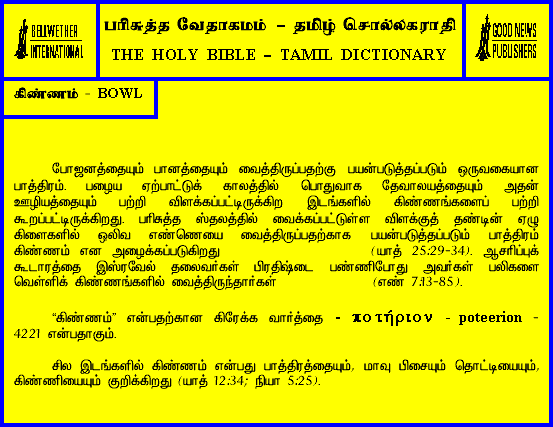 BELLWETHER
INTERNATIONAL
பரிசுத்த வேதாகமம் – தமிழ் சொல்லகராதி
THE HOLY BIBLE – TAMIL DICTIONARY
GOOD NEWS
PUBLISHERS
கிண்ணம் - BOWL
போஜனத்தையும் பானத்தையும் வைத்திருப்பதற்கு பயன்படுத்தப்படும் ஒருவகையான
பாத்திரம். பழைய ஏற்பாட்டுக் காலத்தில் பொதுவாக தேவாலயத்தையும் அதன்
ஊழியத்தையும் பற்றி விளக்கப்பட்டிருக்கிற இடங்களில் கிண்ணங்களைப் பற்றி
கூறப்பட்டிருக்கிறது. பரிசுத்த ஸ்தலத்தில் வைக்கப்பட்டுள்ள விளக்குத் தண்டின் ஏழு
கிளைகளில் ஒலிவ எண்ணெயை வைத்திருப்பதற்காக பயன்படுத்தப்படும் பாத்திரம்
கிண்ணம் என அழைக்கப்படுகிறது (யாத் 25:29-34). ஆசரிப்புக்
கூடாரத்தை இஸ்ரவேல் தலைவர்கள் பிரதிஷ்டை பண்ணிபோது அவர்கள் பலிகளை
வெள்ளிக் கிண்ணங்களில் வைத்திருந்தார்கள் (எண் 7:13-85).
“கிண்ணம்” என்பதற்கான கிரேக்க வார்த்தை - ποτήριον - poteerion -
4221 என்பதாகும்.
சில இடங்களில் கிண்ணம் என்பது பாத்திரத்தையும், மாவு பிசையும் தொட்டியையும்,
கிண்ணியையும் குறிக்கிறது (யாத் 12:34; நியா 5:25).